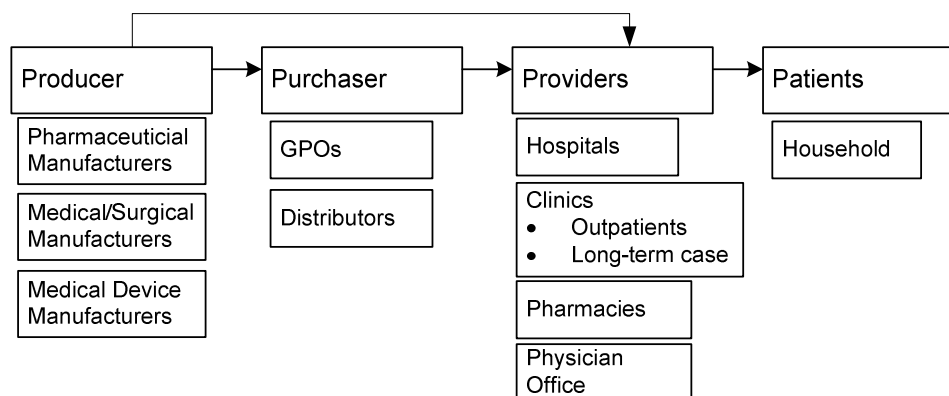 Producer
Purchaser
Providers
Patients
Pharmaceuticial
Manufacturers
Medical/Surgical
Manufacturers
Medical Device
Manufacturers
GPOs
Distributors
Hospitals
Clinics
• Outpatients
• Long-term case
Pharmacies
Physician
Office
Household